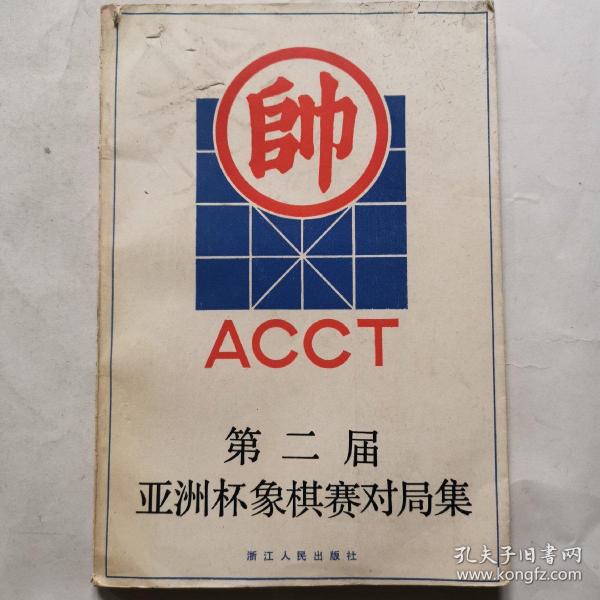 帥
ACCT
第二届
亚洲杯象棋赛对局集
浙江人民出版社
孔夫子旧书网
www.kongfz.com